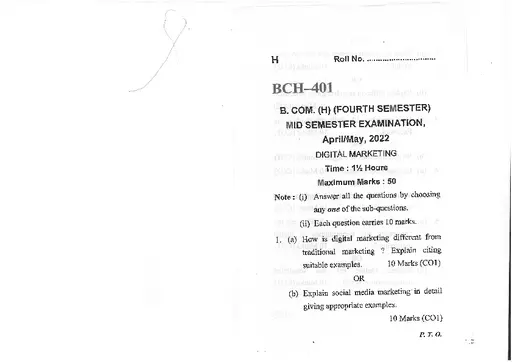 H Roll No. ..............................
BCH–401
B. COM. (H) (FOURTH SEMESTER)
MID SEMESTER EXAMINATION,
April/May, 2022
DIGITAL MARKETING
Time : 1½ Hours
Maximum Marks : 50
Note : (i) Answer all the questions by choosing
any one of the sub-questions.
(ii) Each question carries 10 marks.
1. (a) How is digital marketing different from
traditional marketing ? Explain citing
suitable examples. 10 Marks (CO1)
OR
(b) Explain social media marketing in detail
giving appropriate examples.
10 Marks (CO1)
P. T. O.